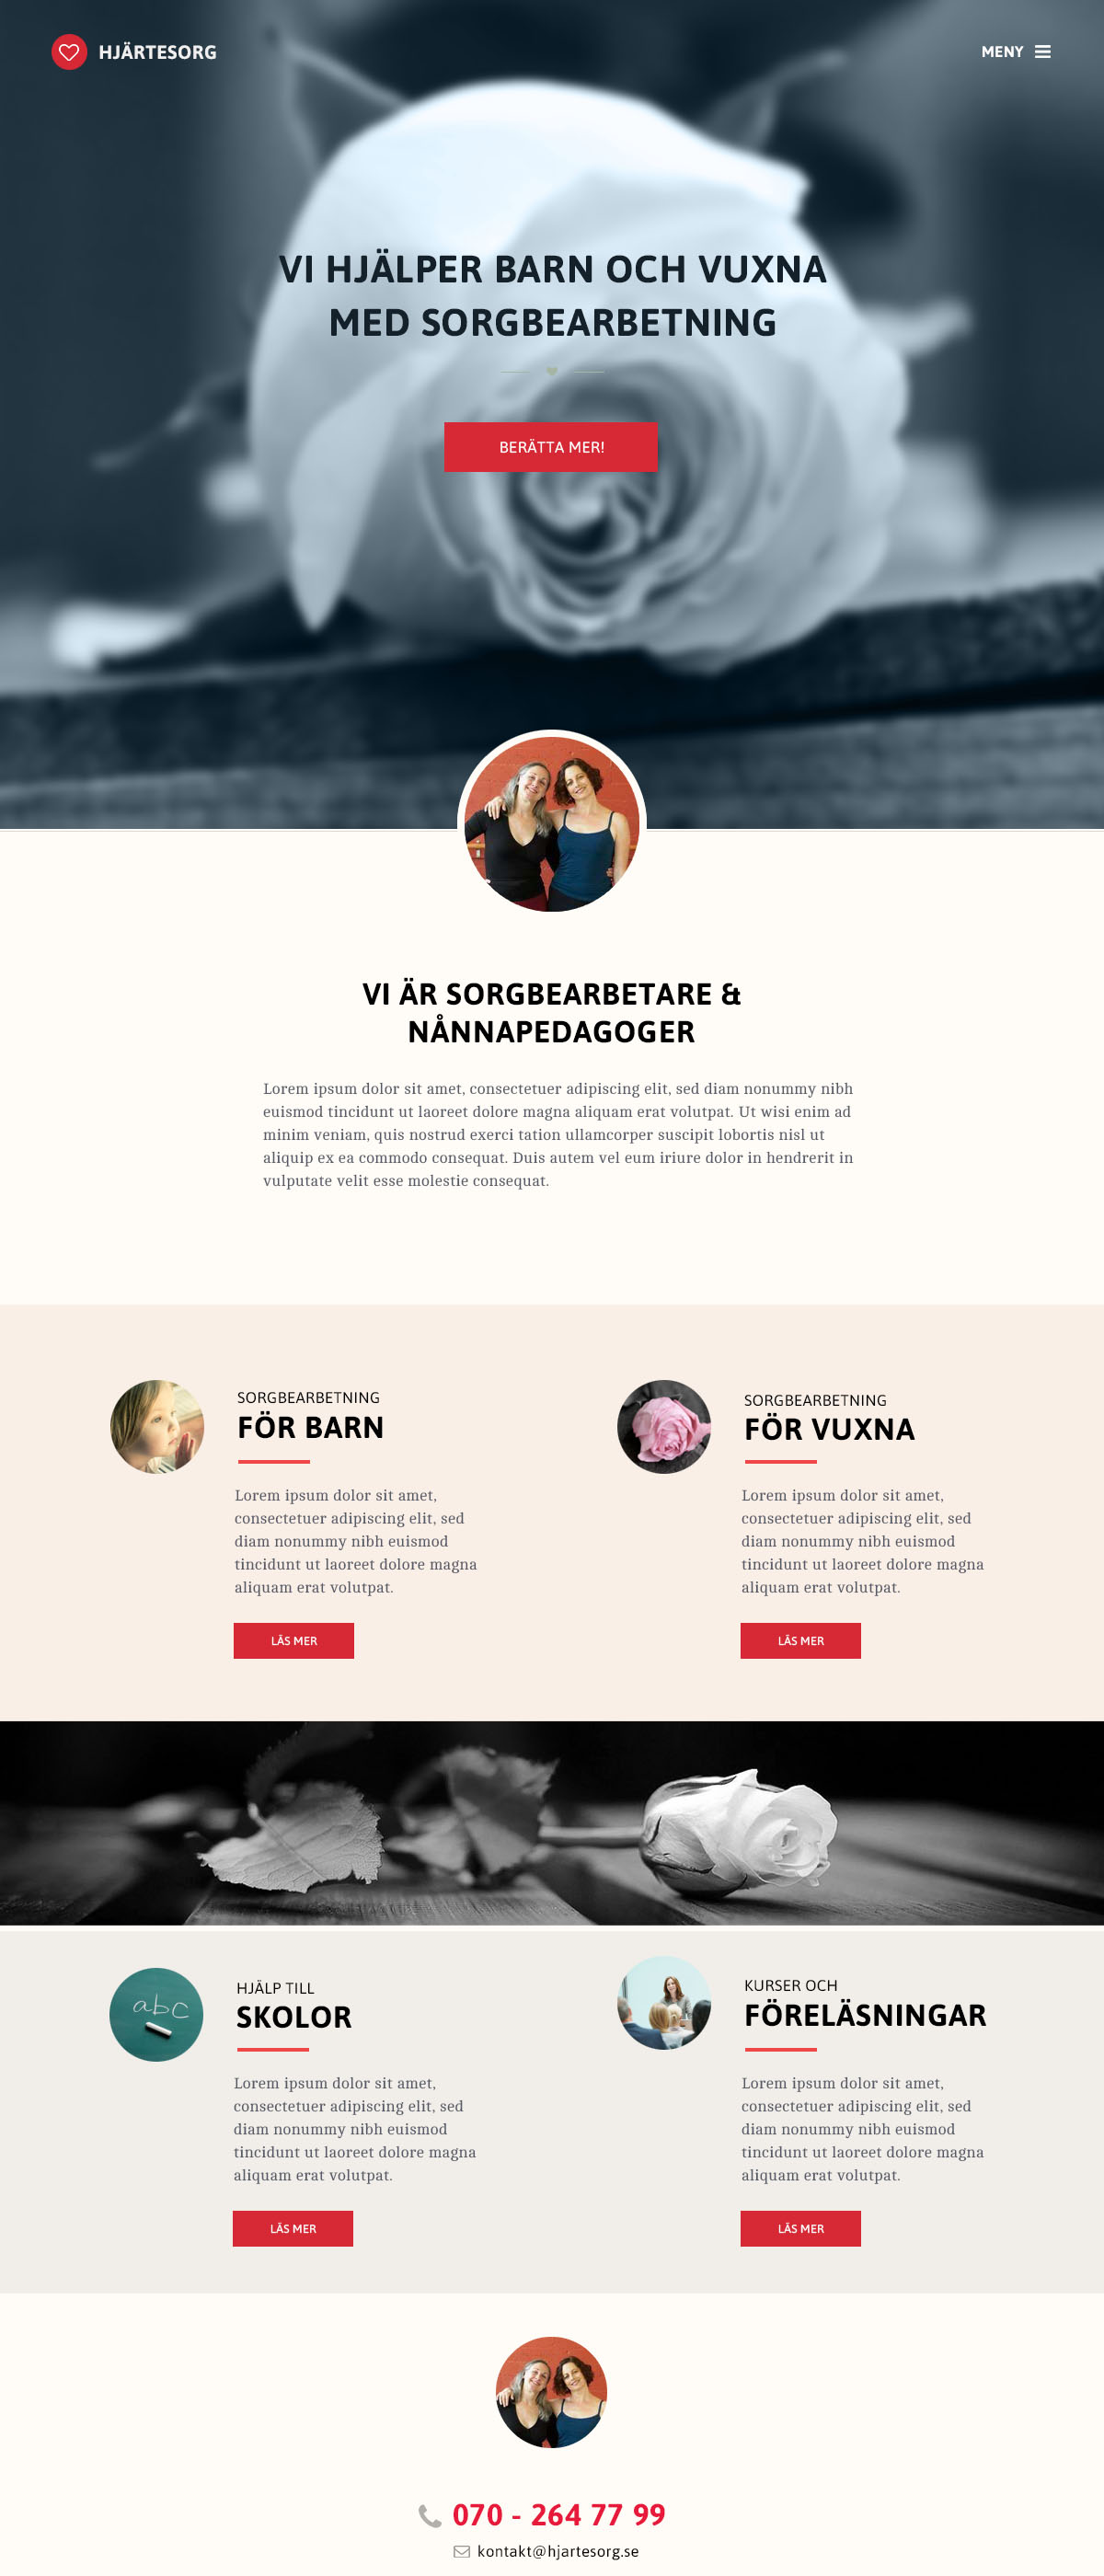 HJÄRTESORG
MENY
VI HJÄLPER BARN OCH VUXNA
MED SORGBEARBETNING
BERÄTTA MER!
VI ÄR SORGBEARBETARE &
NÅNNAPEDAGOGER
Lorem ipsum dolor sit amet, consectetuer adipiscing elit, sed diam nonummy nibh
euismod tincidunt ut laoreet dolore magna aliquam erat volutpat. Ut wisi enim ad
minim veniam, quis nostrud exerci tation ullamcorper suscipit lobortis nisl ut
aliquip ex ea commodo consequat. Duis autem vel eum iriure dolor in hendrerit in
vulputate velit esse molestie consequat.
SORGBEARBETNING
FÖR BARN
Lorem ipsum dolor sit amet,
consectetuer adipiscing elit, sed
diam nonummy nibh euismod
tincidunt ut laoreet dolore magna
aliquam erat volutpat.
LÄS MER
SORGBEARBETNING
FÖR VUXNA
Lorem ipsum dolor sit amet,
consectetuer adipiscing elit, sed
diam nonummy nibh euismod
tincidunt ut laoreet dolore magna
aliquam erat volutpat.
LÄS MER
abc
HJÄLP TILL
SKOLOR
Lorem ipsum dolor sit amet,
consectetuer adipiscing elit, sed
diam nonummy nibh euismod
tincidunt ut laoreet dolore magna
aliquam erat volutpat.
LÄS MER
KURSER OCH
FÖRELÄSNINGAR
Lorem ipsum dolor sit amet,
consectetuer adipiscing elit, sed
diam nonummy nibh euismod
tincidunt ut laoreet dolore magna
aliquam erat volutpat.
LÄS MER
070 - 264 77 99
kontakt@hjartesorg.se